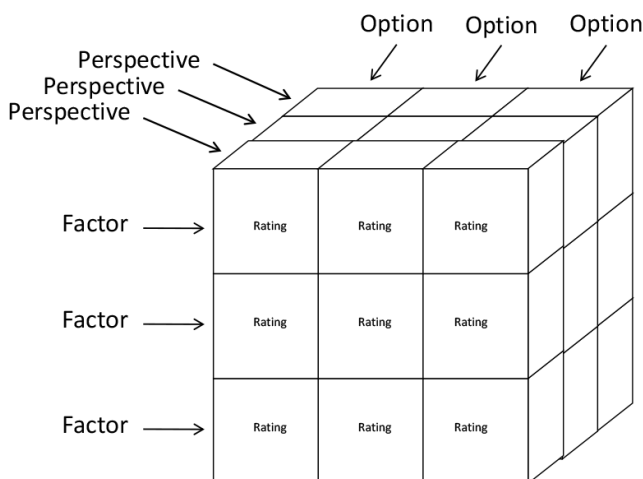 Option
Option
Option
Perspective
Perspective
Perspective
Factor
Rating Rating Rating
Factor
Rating Rating Rating
Factor
Rating Rating Rating